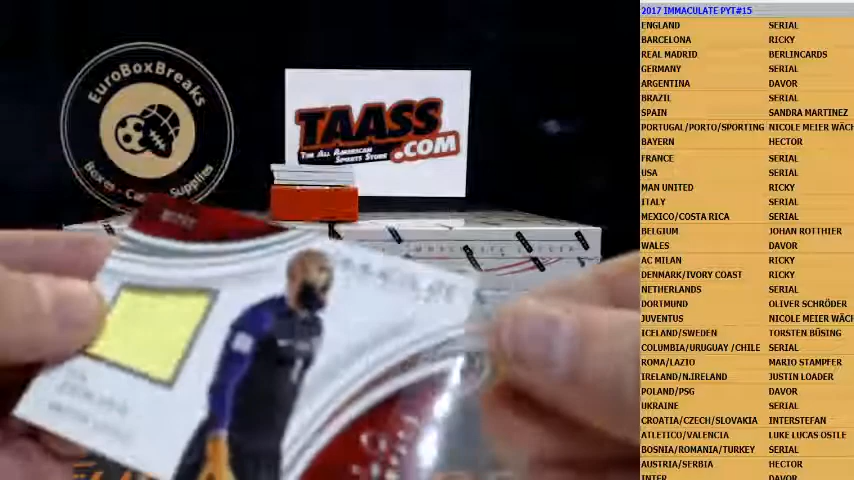 EuroBoxBreaks
TAASS
THE ALL AMERICAN
SPORTS STORE
.COM
2017 IMMACULATE PYT#15
ENGLAND SERIAL
BARCELONA RICKY
REAL MADRID BERLINCARDS
GERMANY SERIAL
ARGENTINA DAVOR
BRAZIL SERIAL
SPAIN SANDRA MARTINEZ
PORTUGAL/PORTO/SPORTING NICOLE MEIER WÄCH
BAYERN HECTOR
FRANCE SERIAL
USA SERIAL
MAN UNITED RICKY
ITALY SERIAL
MEXICO/COSTA RICA SERIAL
BELGIUM JOHAN ROTTHIER
WALES DAVOR
AC MILAN RICKY
DENMARK/IVORY COAST RICKY
NETHERLANDS SERIAL
DORTMUND OLIVER SCHRÖDER
JUVENTUS NICOLE MEIER WÄCH
ICELAND/SWEDEN TORSTEN BÜSING
COLUMBIA/URUGUAY /CHILE SERIAL
ROMA/LAZIO MARIO STAMPFER
IRELAND/N.IRELAND JUSTIN LOADER
POLAND/PSG DAVOR
UKRAINE SERIAL
CROATIA/CZECH/SLOVAKIA INTERSTEFAN
ATLETICO/VALENCIA LUKE LUCAS OSTLE
BOSNIA/ROMANIA/TURKEY SERIAL
AUSTRIA/SERBIA HECTOR
INTER DAVOR